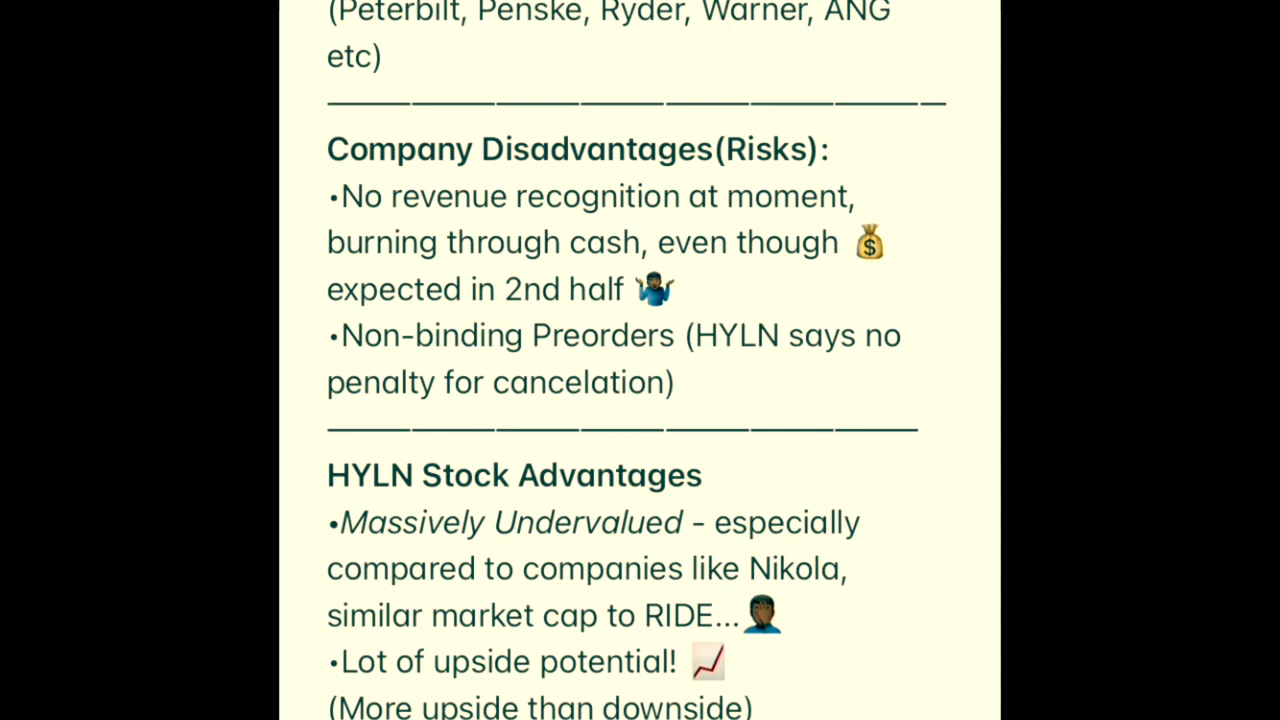 (Peterbilt, Penske, Ryder, Warner, ANG
etc)
Company Disadvantages(Risks):
•No revenue recognition at moment,
burning through cash, even though 💰
expected in 2nd half 🤷🏾‍♂️
•Non-binding Preorders (HYLN says no
penalty for cancelation)
HYLN Stock Advantages
•Massively Undervalued - especially
compared to companies like Nikola,
similar market cap to RIDE...🤦🏾‍♂️
•Lot of upside potential! 📈
(More upside than downside)